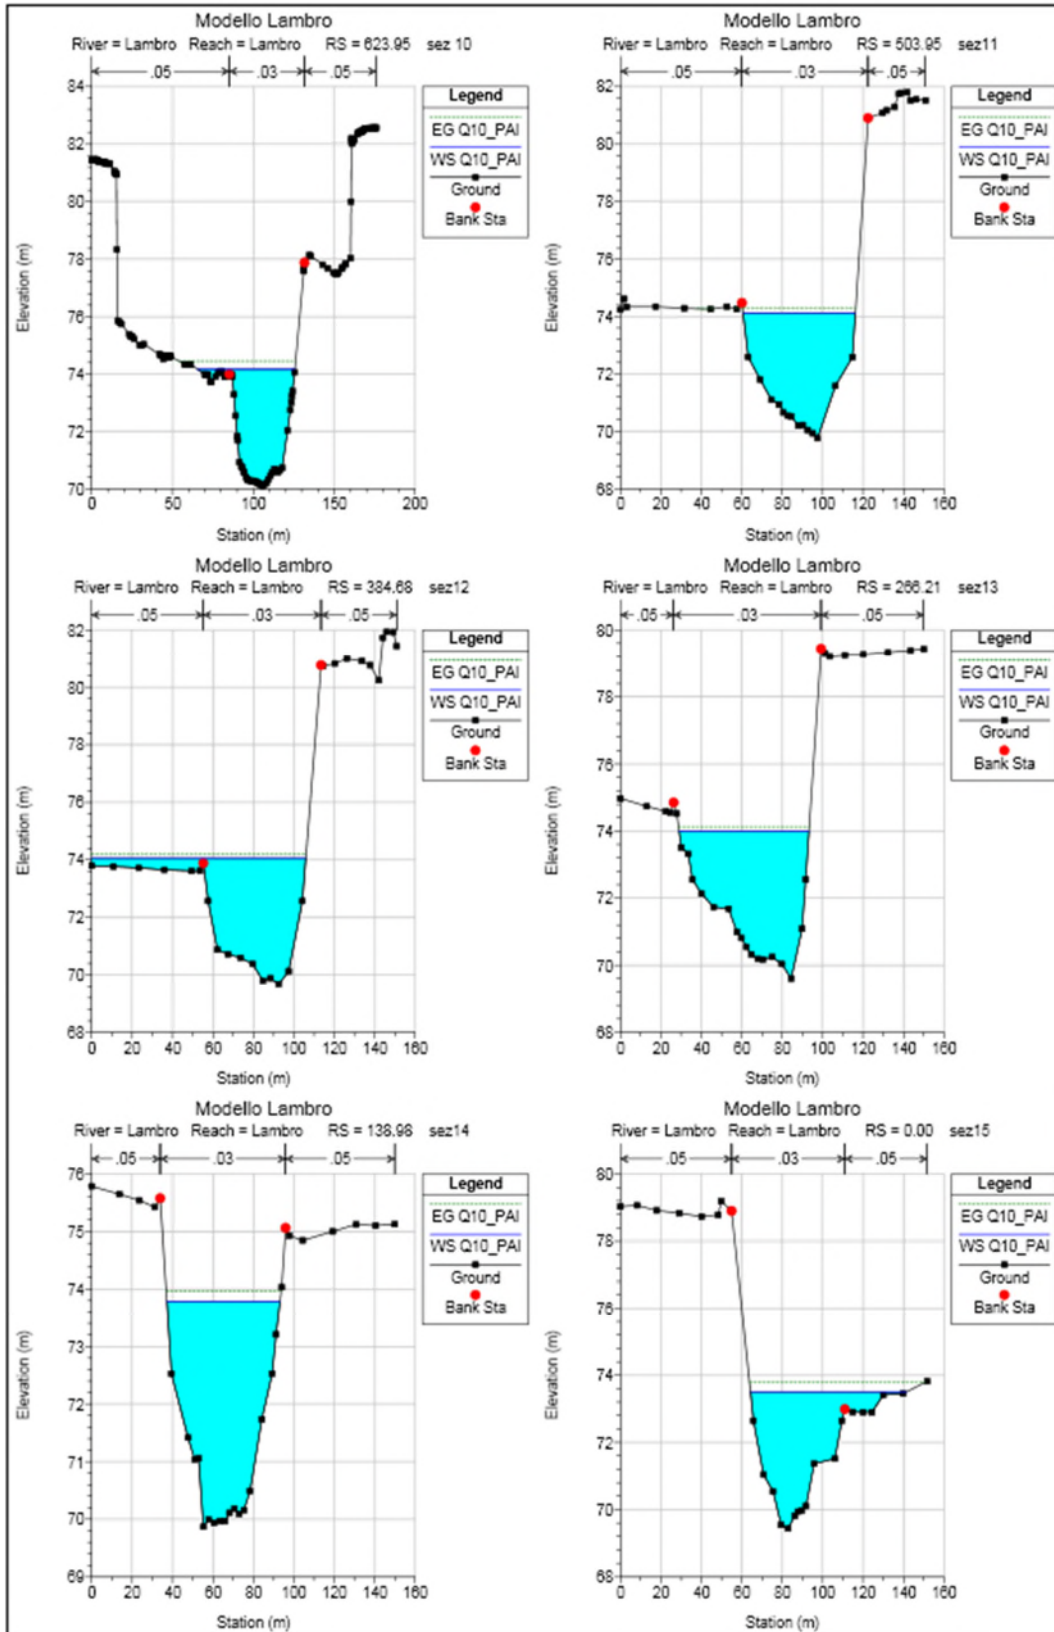 Modello Lambro
River = Lambro Reach = Lambro RS = 623.95 sez 10
.05 .03 .05
Legend
EG Q10_PAI
WS Q10_PAI
Ground
Bank Sta
84
82
80
78
76
74
72
70
Elevation (m)
0 50 100 150 200
Station (m)
Modello Lambro
River = Lambro Reach = Lambro RS = 503.95 sez11
.05 .03 .05
Legend
EG Q10_PAI
WS Q10_PAI
Ground
Bank Sta
82
80
78
76
74
72
70
68
Elevation (m)
0 20 40 60 80 100 120 140 160
Station (m)
Modello Lambro
River = Lambro Reach = Lambro RS = 384.68 sez12
.05 .03 .05
Legend
EG Q10_PAI
WS Q10_PAI
Ground
Bank Sta
82
80
78
76
74
72
70
68
Elevation (m)
0 20 40 60 80 100 120 140 160
Station (m)
Modello Lambro
River = Lambro Reach = Lambro RS = 266.21 sez13
.05 .03 .05
Legend
EG Q10_PAI
WS Q10_PAI
Ground
Bank Sta
80
78
76
74
72
70
68
Elevation (m)
0 20 40 60 80 100 120 140 160
Station (m)
Modello Lambro
River = Lambro Reach = Lambro RS = 138.98 sez14
.05 .03 .05
Legend
EG Q10_PAI
WS Q10_PAI
Ground
Bank Sta
76
75
74
73
72
71
70
69
Elevation (m)
0 20 40 60 80 100 120 140 160
Station (m)
Modello Lambro
River = Lambro Reach = Lambro RS = 0.00 sez15
.05 .03 .05
Legend
EG Q10_PAI
WS Q10_PAI
Ground
Bank Sta
80
78
76
74
72
70
68
Elevation (m)
0 20 40 60 80 100 120 140 160
Station (m)